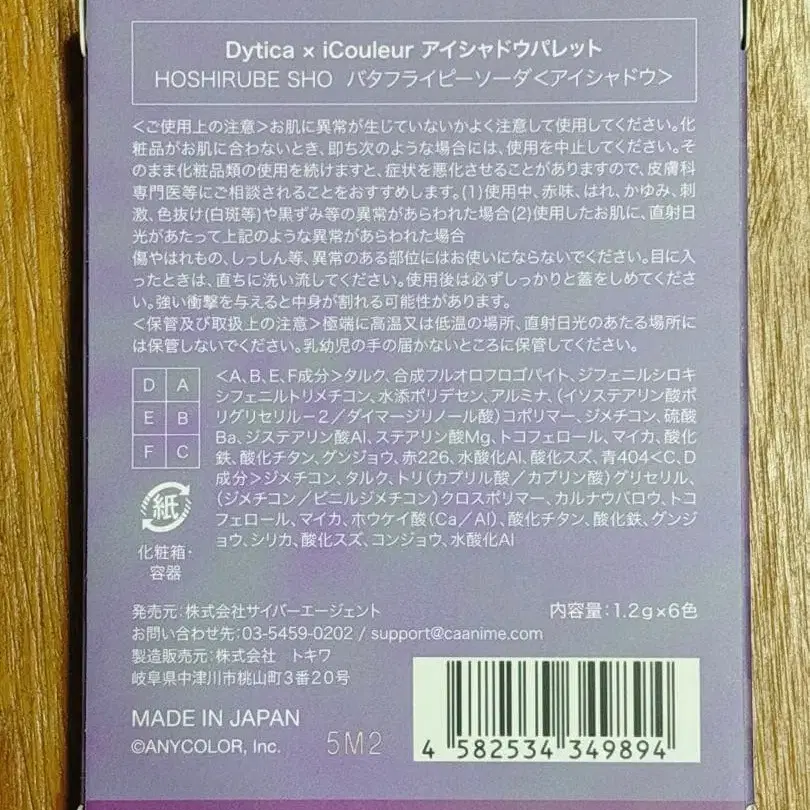 Dytica × iCouleur アイシャドウパレット
HOSHIRUBE SHO バタフライピーソーダ<アイシャドウ>
<ご使用上の注意>お肌に異常が生じていないかよく注意して使用してください。化
粧品がお肌に合わないとき、即ち次のような場合には、使用を中止してください。そ
のまま化粧品類の使用を続けますと、症状を悪化させることがありますので、皮膚科
専門医等にご相談されることをおすすめします。(1)使用中、赤味、はれ、かゆみ、刺
激、色抜け(白斑等)や黒ずみ等の異常があらわれた場合(2)使用したお肌に、直射日
光があたって上記のような異常があらわれた場合
傷やはれもの、しっしん等、異常のある部位にはお使いにならないでください。目に入
ったときは、直ちに洗い流してください。使用後は必ずしっかりと蓋をしめてくださ
い。強い衝撃を与えると中身が割れる可能性があります。
<保管及び取扱上の注意>極端に高温又は低温の場所、直射日光のあたる場所に
は保管しないでください。乳幼児の手の届かないところに保管してください。
D A
E B
F C
<A、B、E、F成分>タルク、合成フルオロフロゴパイト、ジフェニルシロキ
シフェニルトリメチコン、水添ポリデセン、アルミナ、(イソステアリン酸ポ
リグリセリル-2/ダイマージリノール酸)コポリマー、ジメチコン、硫酸
Ba、ジステアリン酸Al、ステアリン酸Mg、トコフェロール、マイカ、酸化
鉄、酸化チタン、グンジョウ、赤226、水酸化Al、酸化スズ、青404<C、D
成分>ジメチコン、タルク、トリ(カプリル酸/カプリン酸)グリセリル、
(ジメチコン/ビニルジメチコン)クロスポリマー、カルナウバロウ、トコ
フェロール、マイカ、ホウケイ酸(Ca/Al)、酸化チタン、酸化鉄、グンジ
ョウ、シリカ、酸化スズ、コンジョウ、水酸化Al
紙
化粧箱・
容器
発売元:株式会社サイバーエージェント
内容量:1.2g×6色
お問い合わせ先:03-5459-0202 / support@caanime.com
製造販売元:株式会社 トキワ
岐阜県中津川市桃山町3番20号
MADE IN JAPAN
©ANYCOLOR, Inc.
5M2
4 582534 349894